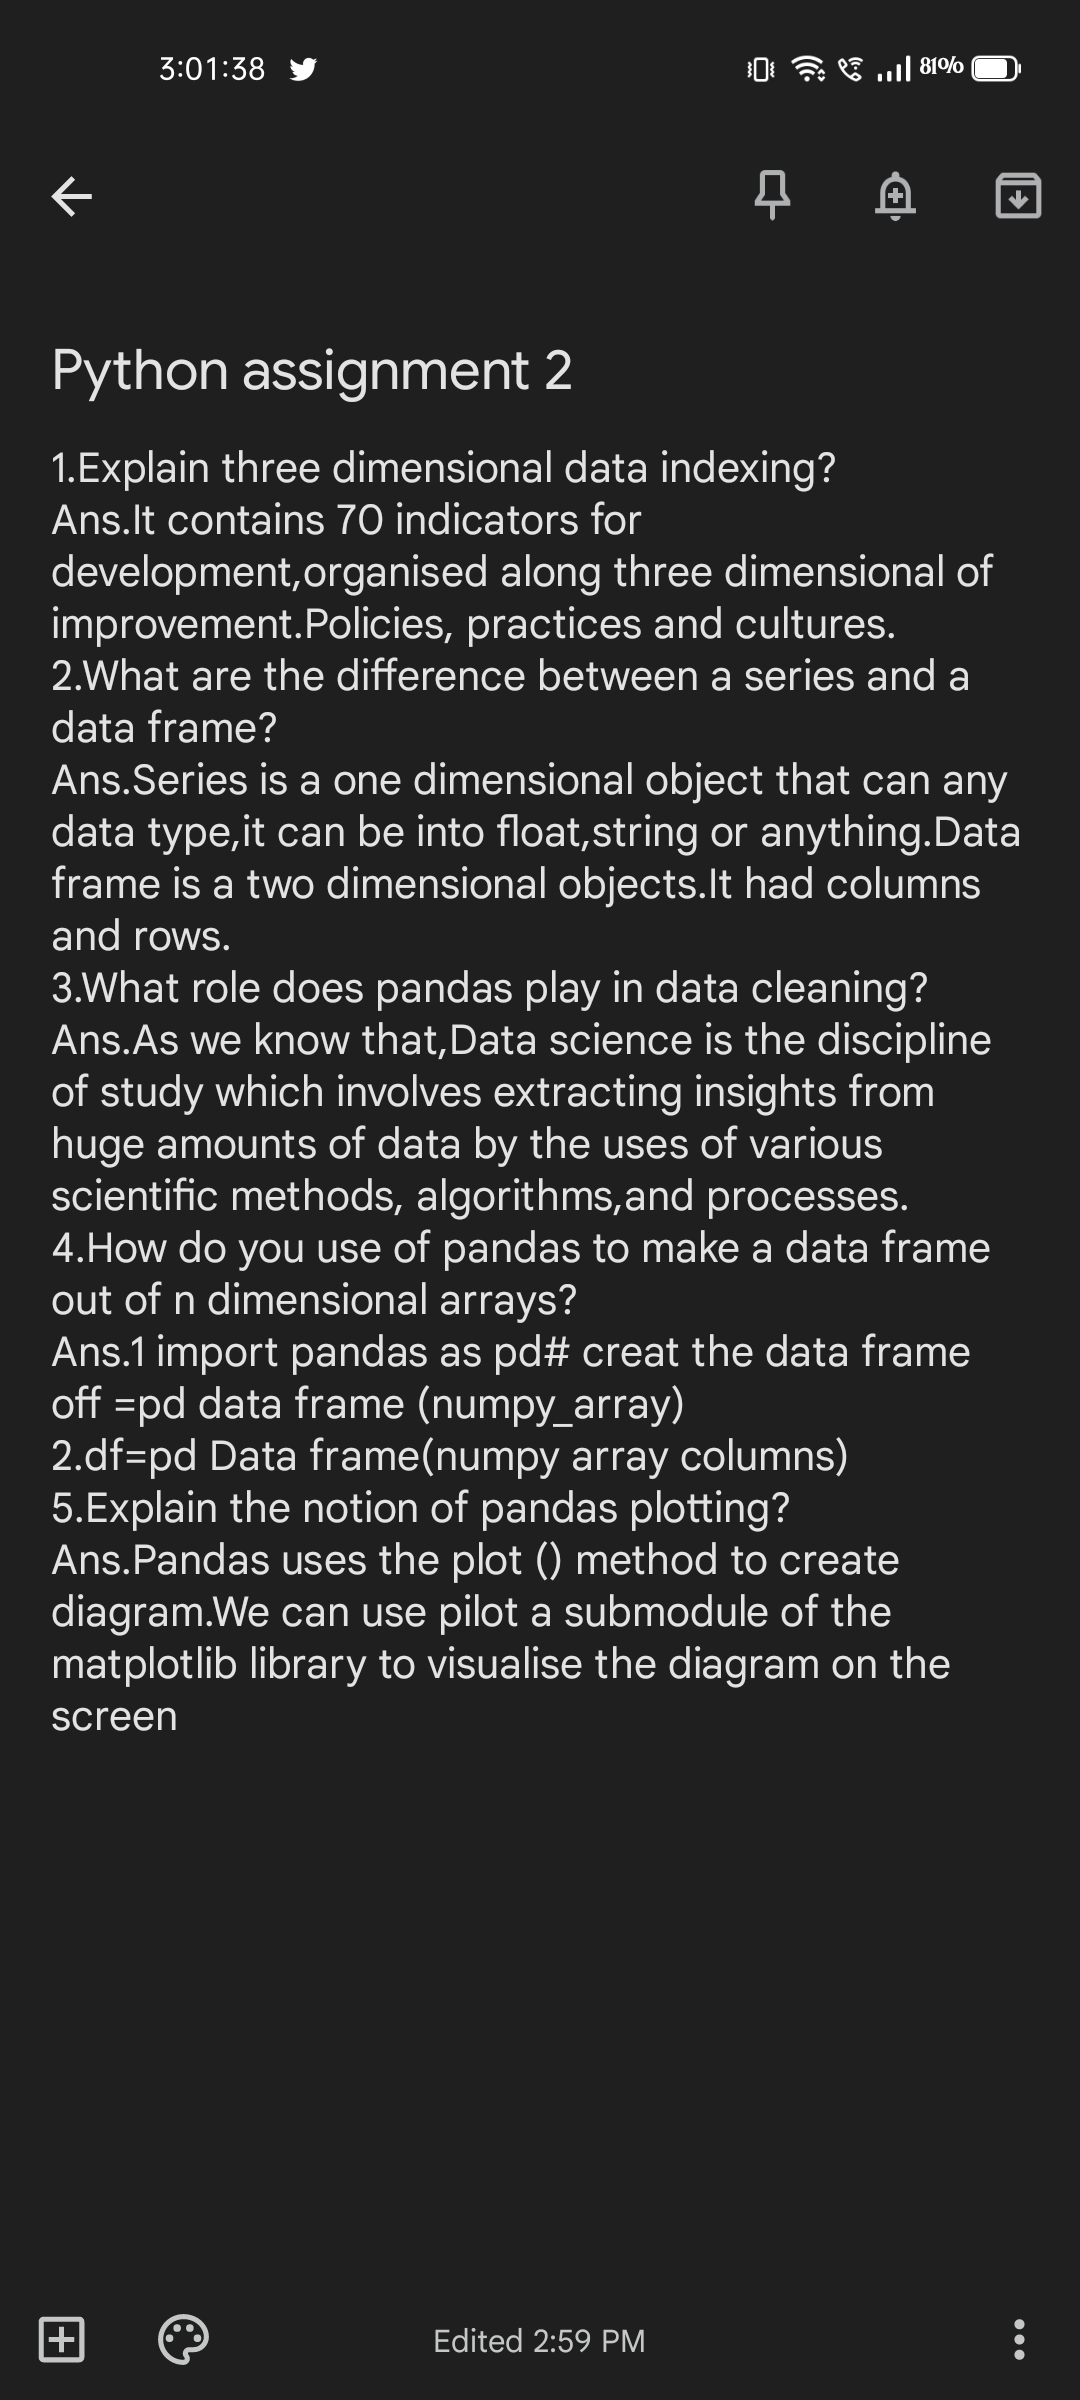 3:01:38
81%
Python assignment 2
1.Explain three dimensional data indexing?
Ans.It contains 70 indicators for
development,organised along three dimensional of
improvement.Policies, practices and cultures.
2.What are the difference between a series and a
data frame?
Ans.Series is a one dimensional object that can any
data type,it can be into float,string or anything.Data
frame is a two dimensional objects.It had columns
and rows.
3.What role does pandas play in data cleaning?
Ans.As we know that,Data science is the discipline
of study which involves extracting insights from
huge amounts of data by the uses of various
scientific methods, algorithms,and processes.
4.How do you use of pandas to make a data frame
out of n dimensional arrays?
Ans.1 import pandas as pd# creat the data frame
off =pd data frame (numpy_array)
2.df=pd Data frame(numpy array columns)
5.Explain the notion of pandas plotting?
Ans.Pandas uses the plot () method to create
diagram.We can use pilot a submodule of the
matplotlib library to visualise the diagram on the
screen
Edited 2:59 PM